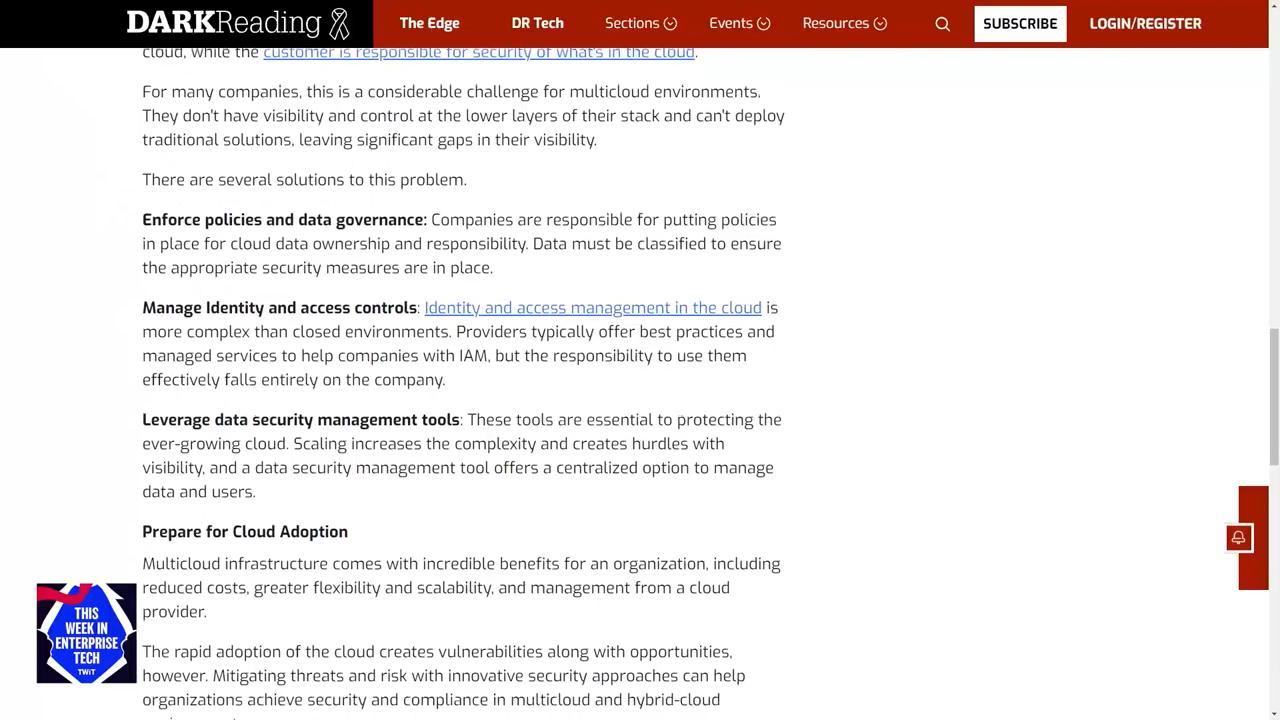 DARKReading
The Edge
DR Tech
Sections
Events
Resources
SUBSCRIBE
LOGIN/REGISTER
cloud, while the customer is responsible for security of what's in the cloud.
For many companies, this is a considerable challenge for multicloud environments.
They don't have visibility and control at the lower layers of their stack and can't deploy
traditional solutions, leaving significant gaps in their visibility.
There are several solutions to this problem.
Enforce policies and data governance: Companies are responsible for putting policies
in place for cloud data ownership and responsibility. Data must be classified to ensure
the appropriate security measures are in place.
Manage Identity and access controls: Identity and access management in the cloud is
more complex than closed environments. Providers typically offer best practices and
managed services to help companies with IAM, but the responsibility to use them
effectively falls entirely on the company.
Leverage data security management tools: These tools are essential to protecting the
ever-growing cloud. Scaling increases the complexity and creates hurdles with
visibility, and a data security management tool offers a centralized option to manage
data and users.
Prepare for Cloud Adoption
Multicloud infrastructure comes with incredible benefits for an organization, including
reduced costs, greater flexibility and scalability, and management from a cloud
provider.
The rapid adoption of the cloud creates vulnerabilities along with opportunities,
however. Mitigating threats and risk with innovative security approaches can help
organizations achieve security and compliance in multicloud and hybrid-cloud
THIS
WEEK IN
ENTERPRISE
TECH
TWiT